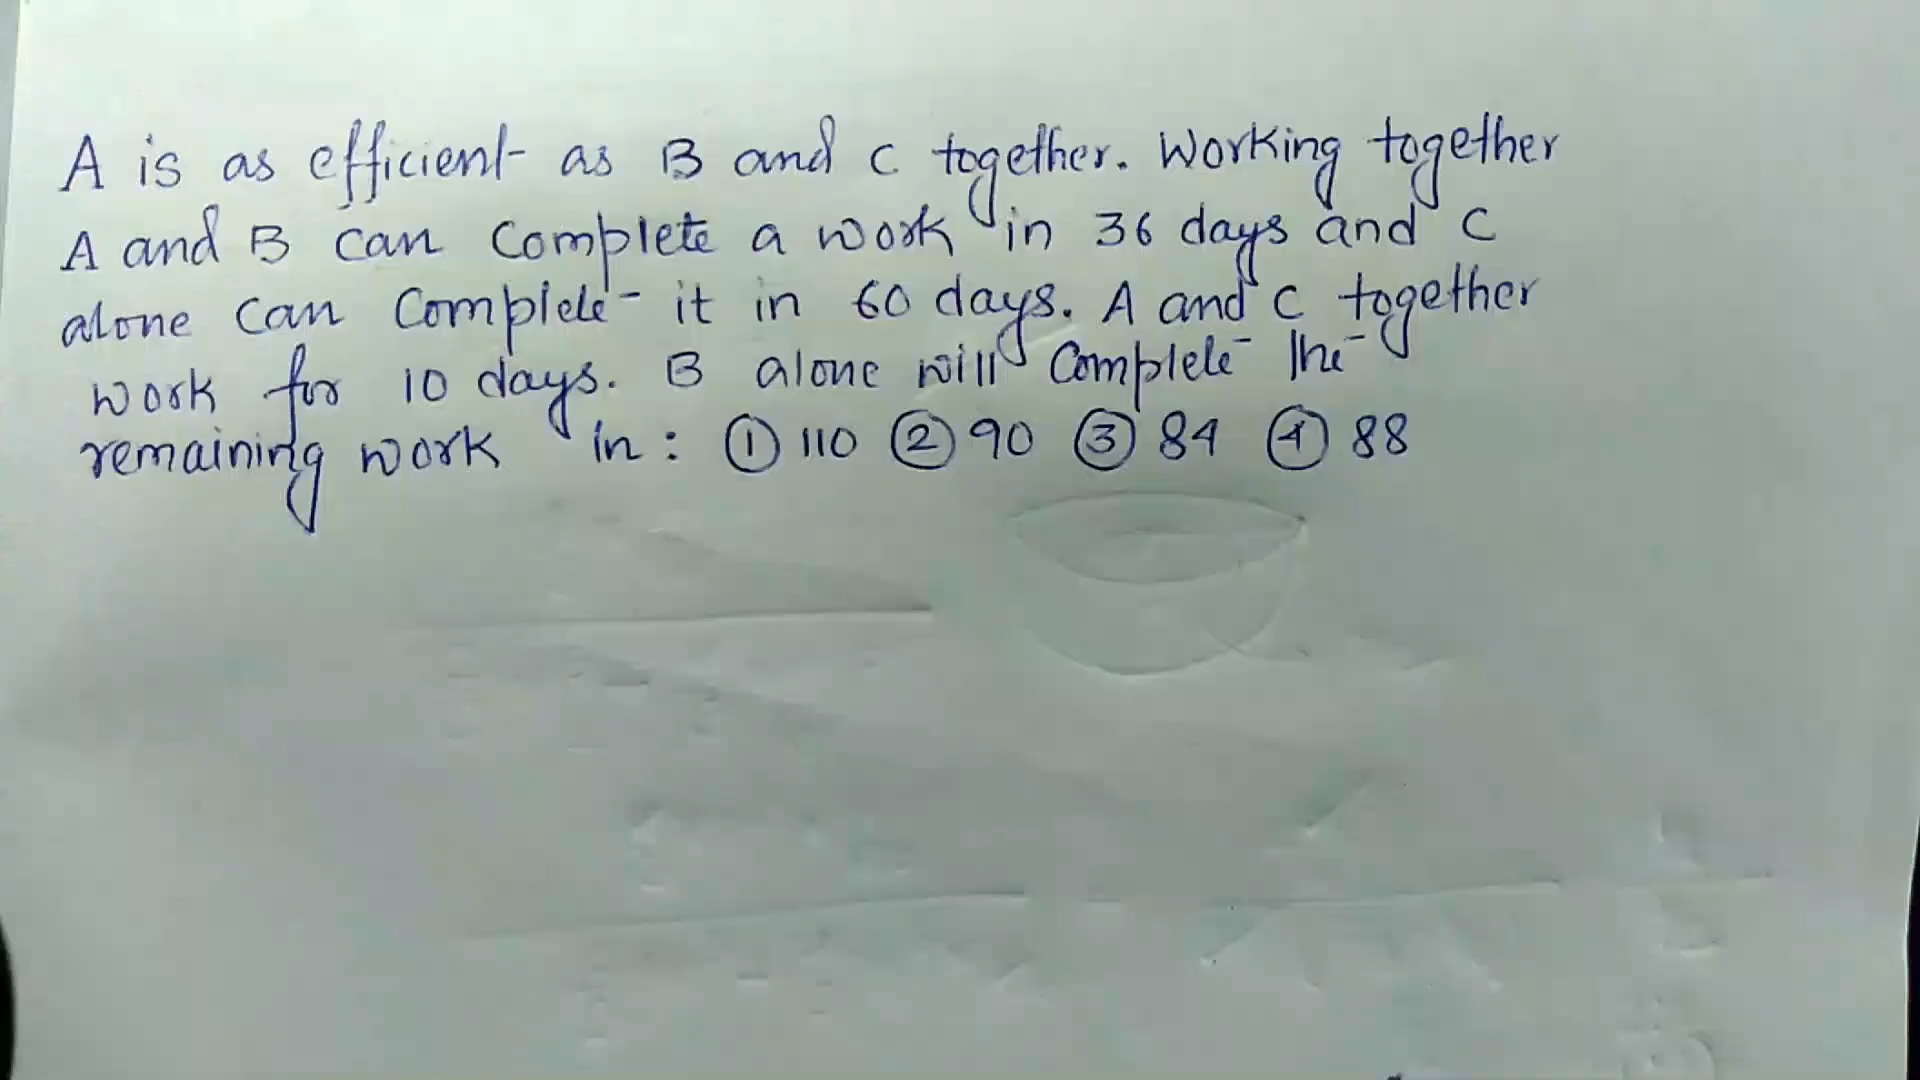 A is as efficient as B and C together. Working together
A and B can complete a work in 36 days and C
alone can complete it in 60 days. A and C together
work for 10 days. B alone will complete the
remaining work in: ① 110 ② 90 ③ 84 ④ 88